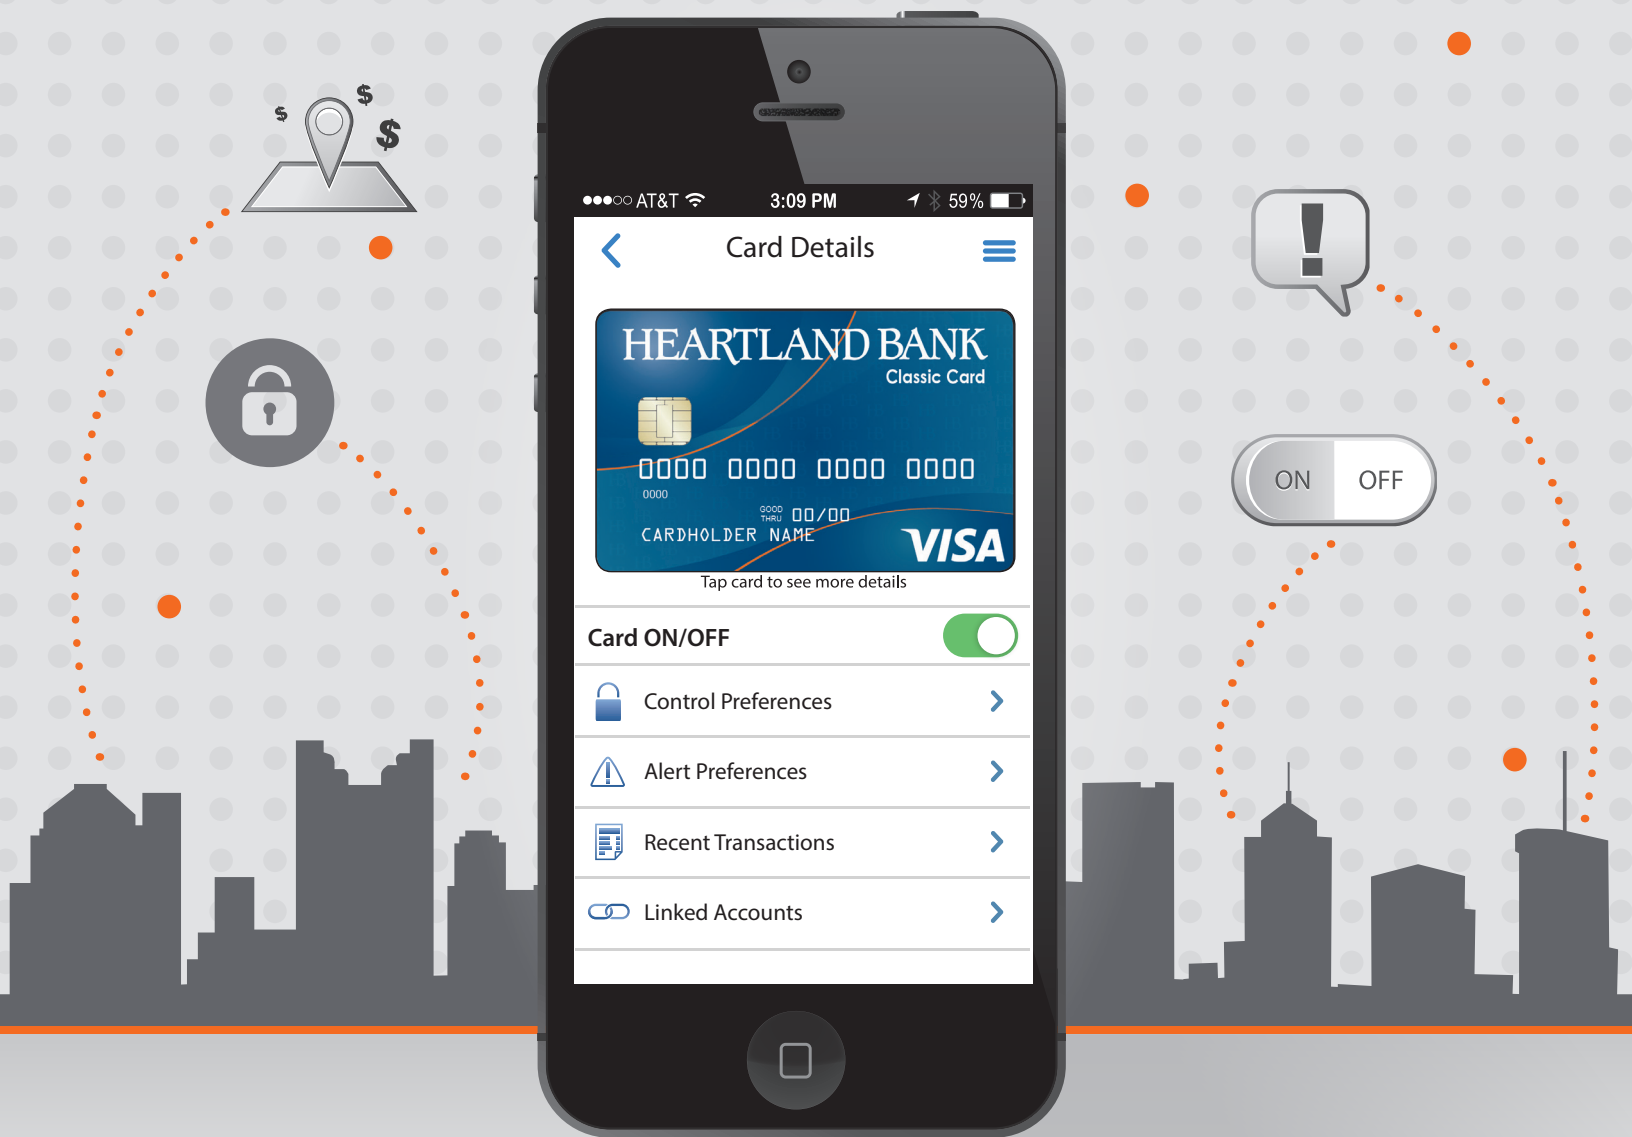 $
$
$
AT&T 3:09 PM 59%
Card Details
!
HEARTLAND BANK
Classic Card
0000 0000 0000 0000
0000
GOOD THRU 00/00
CARDHOLDER NAME
VISA
Tap card to see more details
ON OFF
Card ON/OFF
Control Preferences
Alert Preferences
Recent Transactions
Linked Accounts